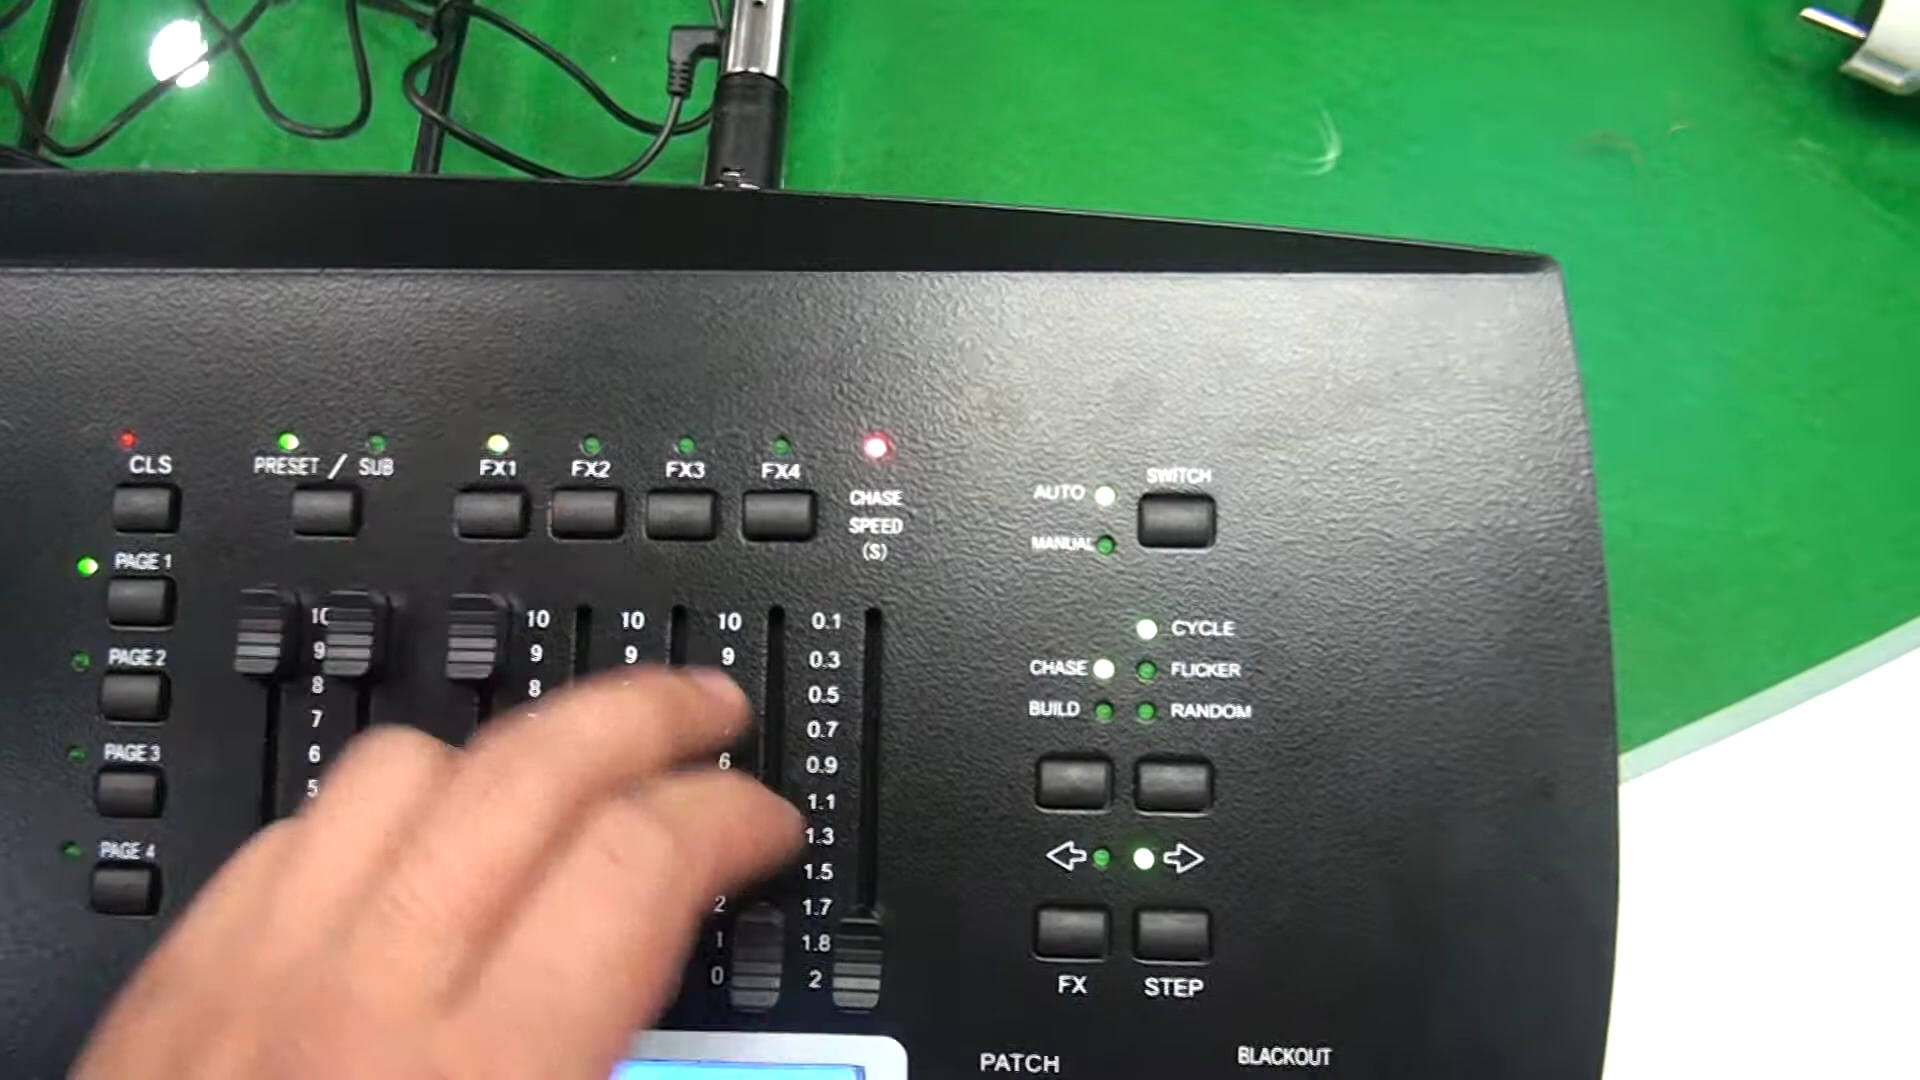 CLS
PRESET / SUB
FX1
FX2
FX3
FX4
CHASE
SPEED
(S)
AUTO
SWITCH
MANUAL
PAGE 1
PAGE 2
PAGE 3
PAGE 4
10
9
8
7
6
5
10
9
8
10
9
10
9
6
2
1
0
0.1
0.3
0.5
0.7
0.9
1.1
1.3
1.5
1.7
1.8
2
CYCLE
CHASE
FLICKER
BUILD
RANDOM
FX
STEP
PATCH
BLACKOUT